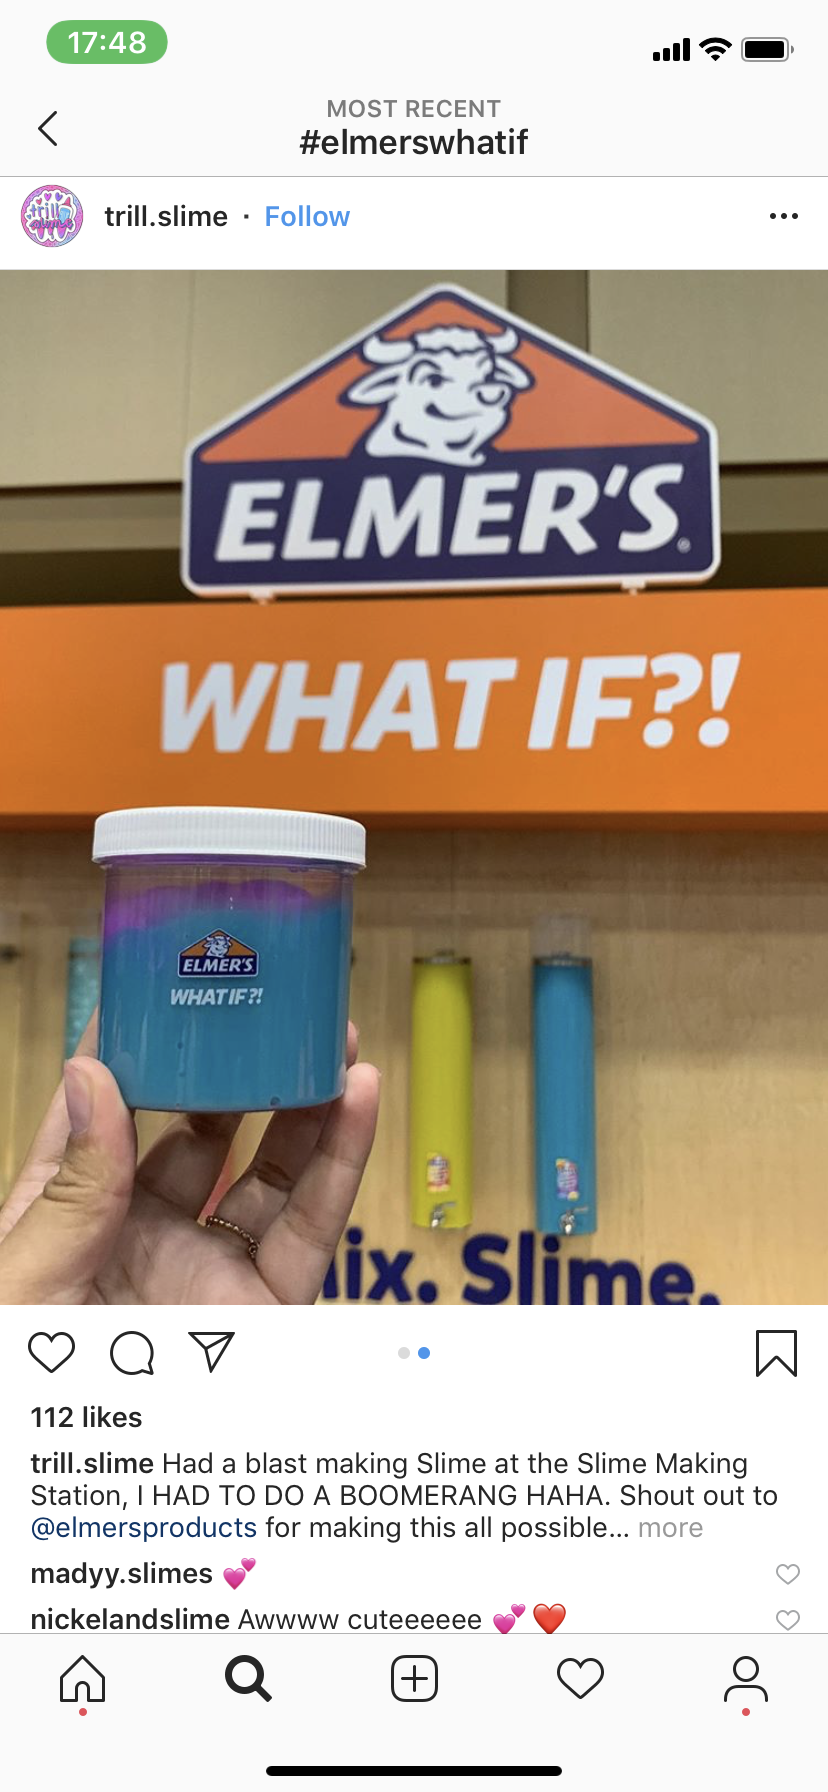 17:48
MOST RECENT
#elmerswhatif
trill.slime · Follow
ELMER'S®
WHAT IF?!
ELMER'S
WHAT IF?!
ix. Slime.
112 likes
trill.slime Had a blast making Slime at the Slime Making
Station, I HAD TO DO A BOOMERANG HAHA. Shout out to
@elmersproducts for making this all possible... more
madyy.slimes 💕
nickelandslime Awwww cuteeeeee 💕❤️